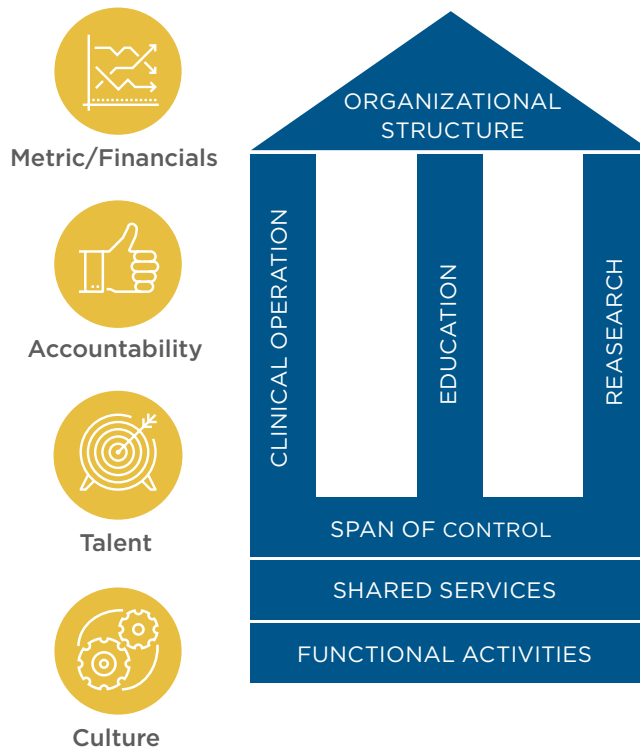 Metric/Financials
Accountability
Talent
Culture
ORGANIZATIONAL
STRUCTURE
CLINICAL OPERATION
EDUCATION
REASEARCH
SPAN OF CONTROL
SHARED SERVICES
FUNCTIONAL ACTIVITIES